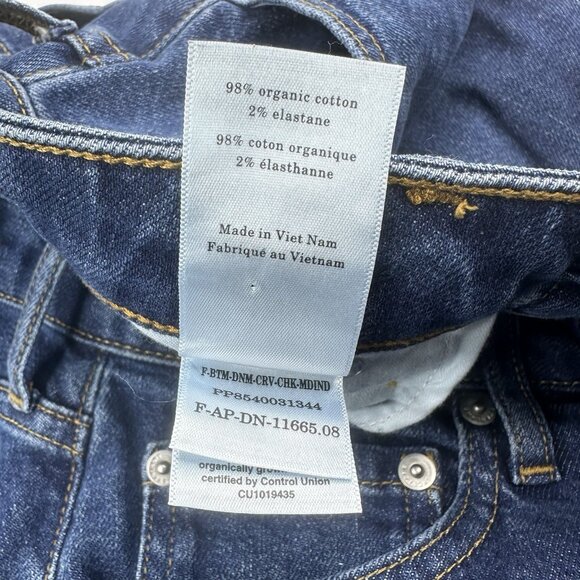 98% organic cotton
2% elastane
98% coton organique
2% élasthanne
Made in Viet Nam
Fabriqué au Vietnam
F-BTM-DNM-CRV-CHK-MDIND
PP8540031344
F-AP-DN-11665.08
organically
certified by Control Union
CU1019435